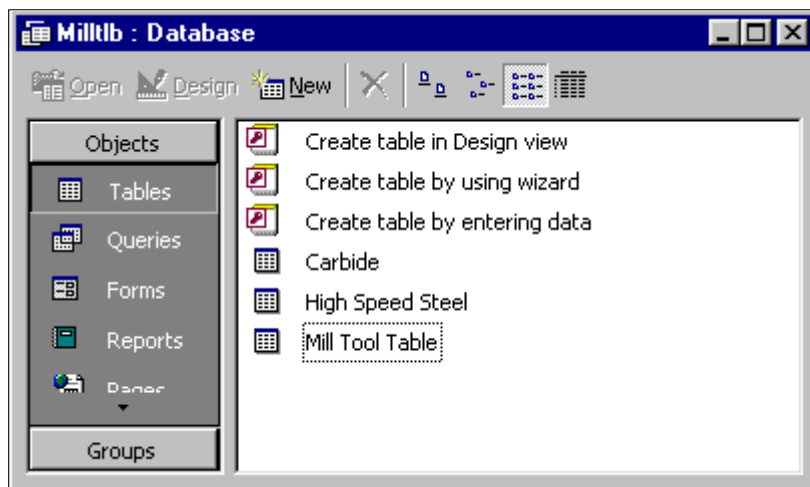 Milltlb : Database
Open Design New
Objects
Tables
Queries
Forms
Reports
Pages
Groups
Create table in Design view
Create table by using wizard
Create table by entering data
Carbide
High Speed Steel
Mill Tool Table